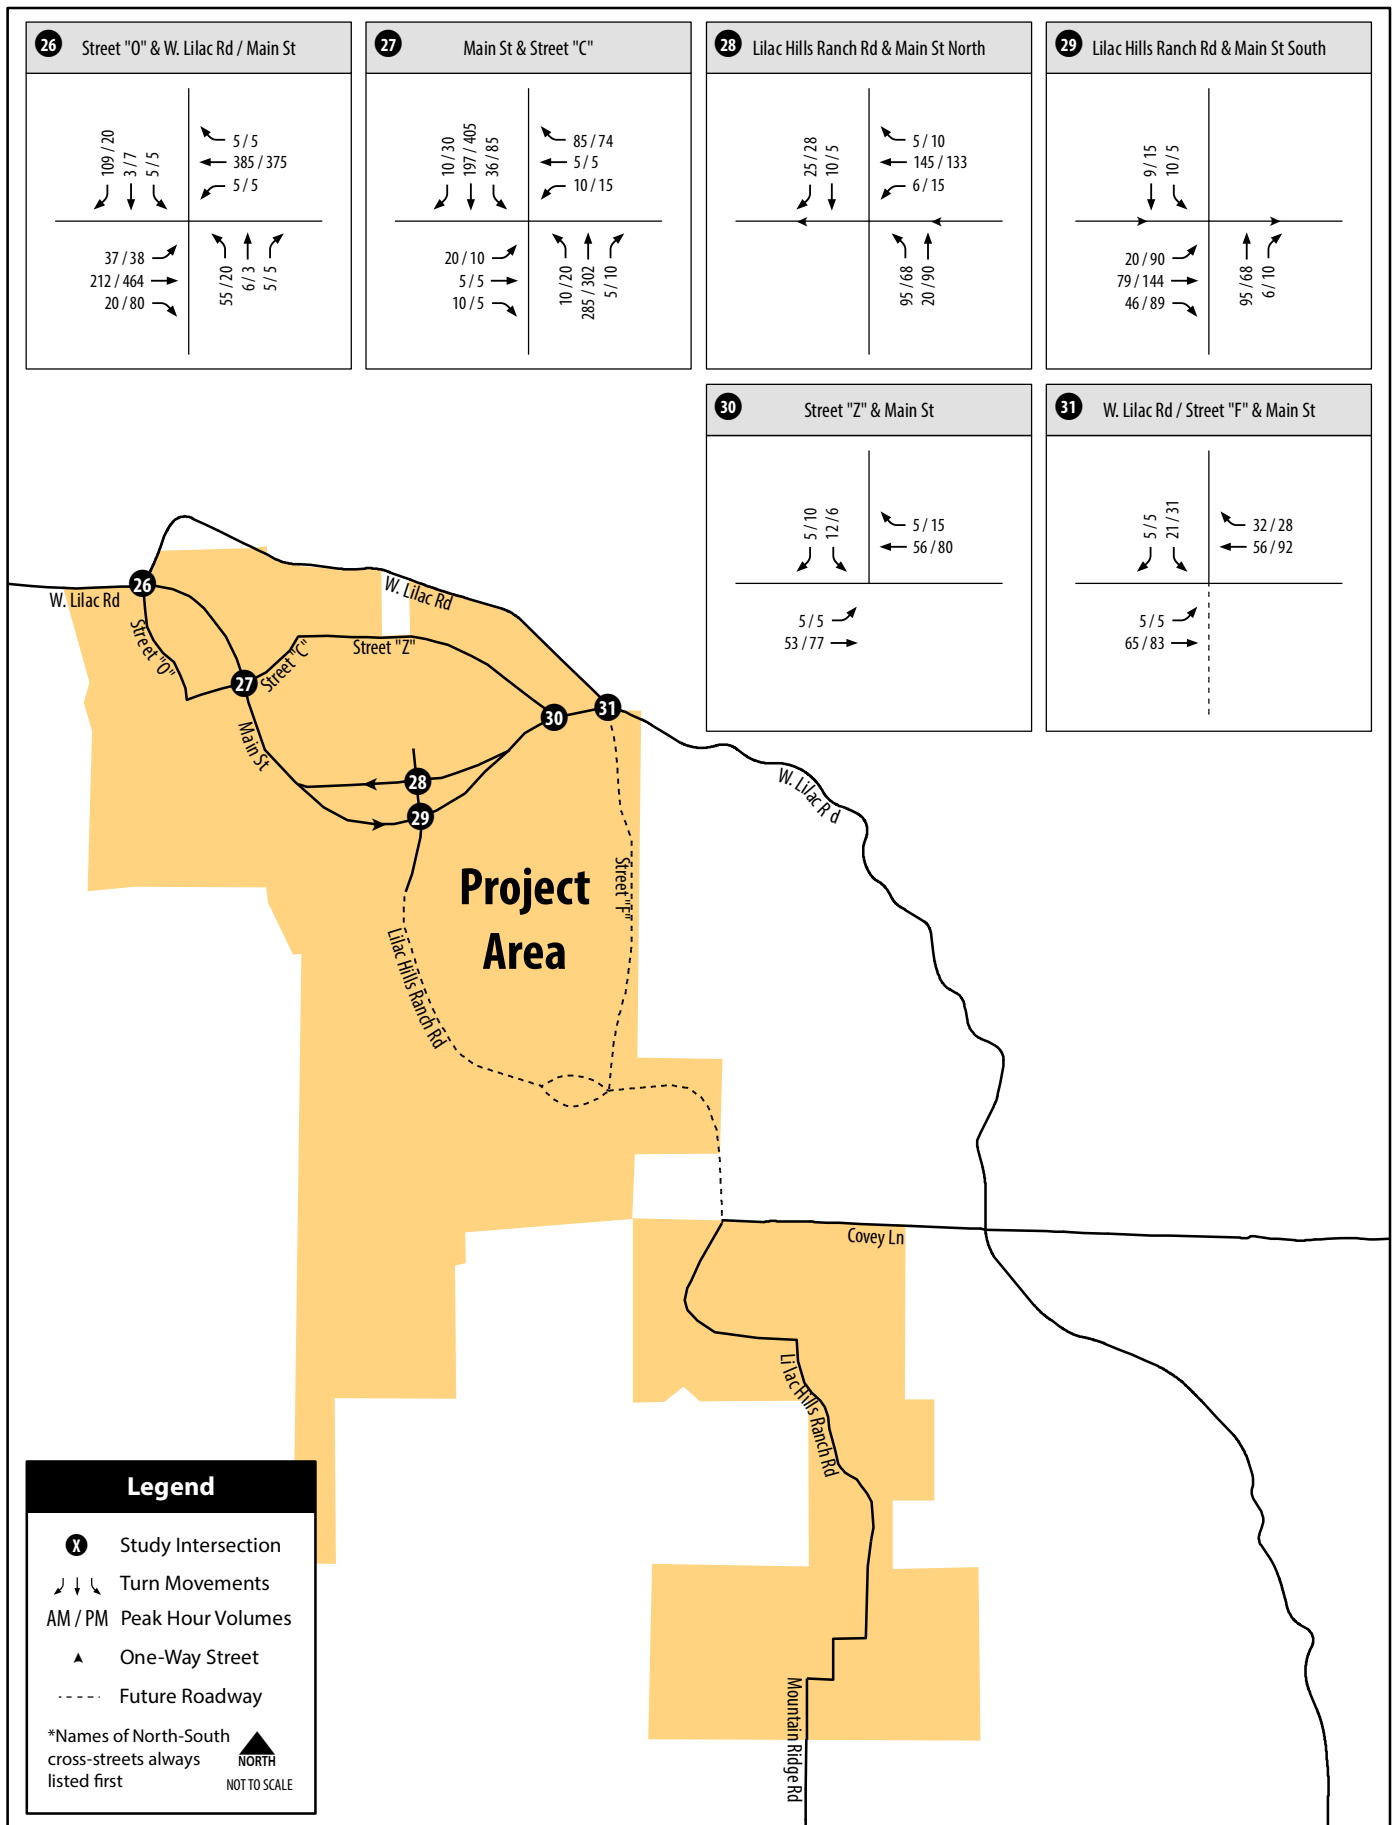 26 Street "O" & W. Lilac Rd / Main St
109 / 20
3 / 7
5 / 5
5 / 5
385 / 375
5 / 5
37 / 38
212 / 464
20 / 80
55 / 20
6 / 3
5 / 5
27 Main St & Street "C"
10 / 30
197 / 405
36 / 85
85 / 74
5 / 5
10 / 15
20 / 10
5 / 5
10 / 5
10 / 20
285 / 302
5 / 10
28 Lilac Hills Ranch Rd & Main St North
25 / 28
10 / 5
5 / 10
145 / 133
6 / 15
95 / 68
20 / 90
29 Lilac Hills Ranch Rd & Main St South
9 / 15
10 / 5
20 / 90
79 / 144
46 / 89
95 / 68
6 / 10
30 Street "Z" & Main St
5 / 10
12 / 6
5 / 15
56 / 80
5 / 5
53 / 77
31 W. Lilac Rd / Street "F" & Main St
5 / 5
21 / 31
32 / 28
56 / 92
5 / 5
65 / 83
26
W. Lilac Rd
W. Lilac Rd
Street "O"
Street "C"
Street "Z"
27
30
31
Main St
28
29
W. Lilac R d
Project
Area
Street "F"
Lilac Hills Ranch Rd
Covey Ln
Li lac Hills Ranch Rd
Mountain Ridge Rd
Legend
X Study Intersection
Turn Movements
AM / PM Peak Hour Volumes
One-Way Street
Future Roadway
*Names of North-South
cross-streets always
listed first
NORTH
NOT TO SCALE